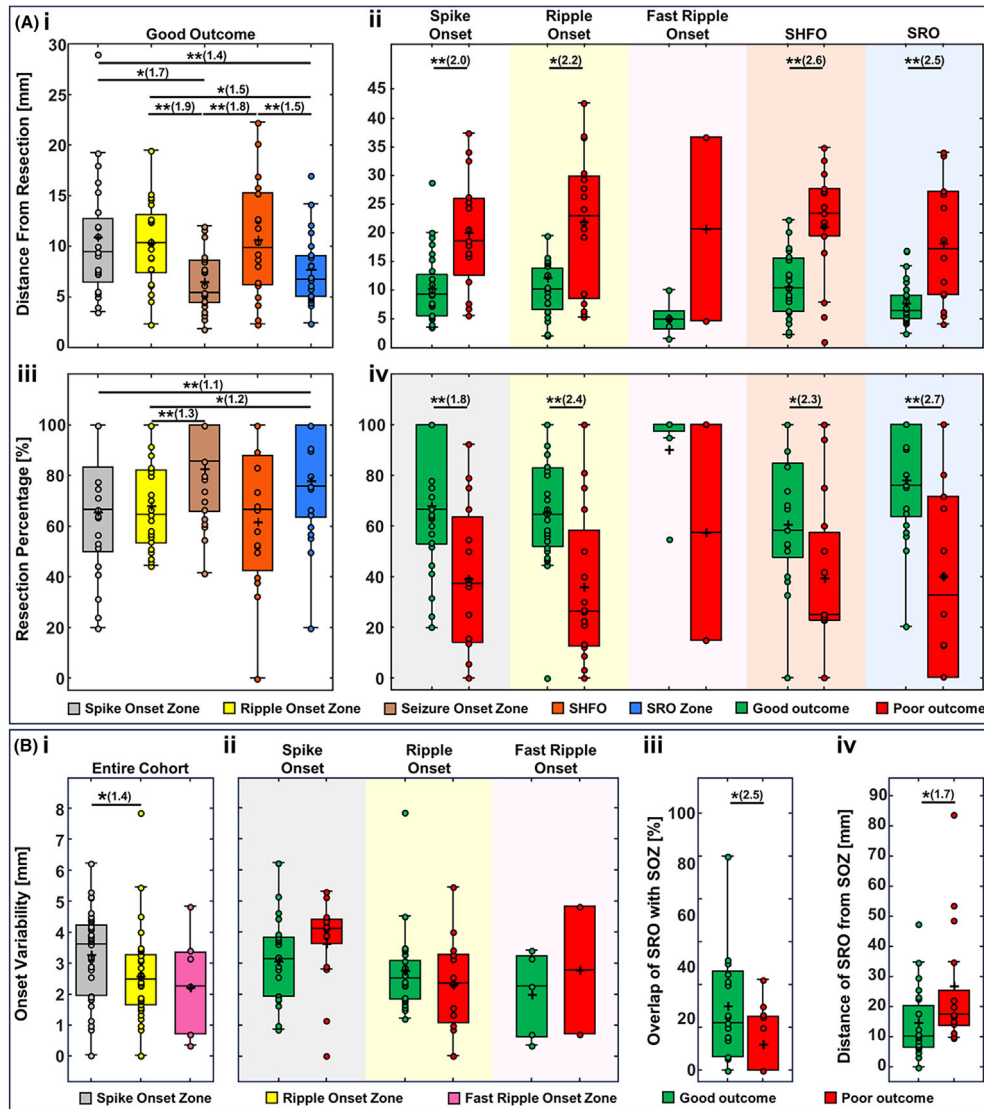 (A) i
Good Outcome
Distance From Resection [mm]
30
25
20
15
10
5
0
**(1.4)
*(1.7)
*(1.5)
**(1.9)
**(1.8)
**(1.5)
ii
Spike Onset
Ripple Onset
Fast Ripple Onset
SHFO
SRO
45
40
35
30
25
20
15
10
5
0
**(2.0)
*(2.2)
**(2.6)
**(2.5)
iii
Resection Percentage [%]
100
80
60
40
20
0
**(1.1)
*(1.2)
**(1.3)
iv
100
80
60
40
20
0
**(1.8)
**(2.4)
*(2.3)
**(2.7)
Spike Onset Zone
Ripple Onset Zone
Seizure Onset Zone
SHFO
SRO Zone
Good outcome
Poor outcome
(B) i
Entire Cohort
Onset Variability [mm]
8
7
6
5
4
3
2
1
0
*(1.4)
ii
Spike Onset
Ripple Onset
Fast Ripple Onset
iii
Overlap of SRO with SOZ [%]
100
80
60
40
20
0
*(2.5)
iv
Distance of SRO from SOZ [mm]
90
80
70
60
50
40
30
20
10
0
*(1.7)
Spike Onset Zone
Ripple Onset Zone
Fast Ripple Onset Zone
Good outcome
Poor outcome